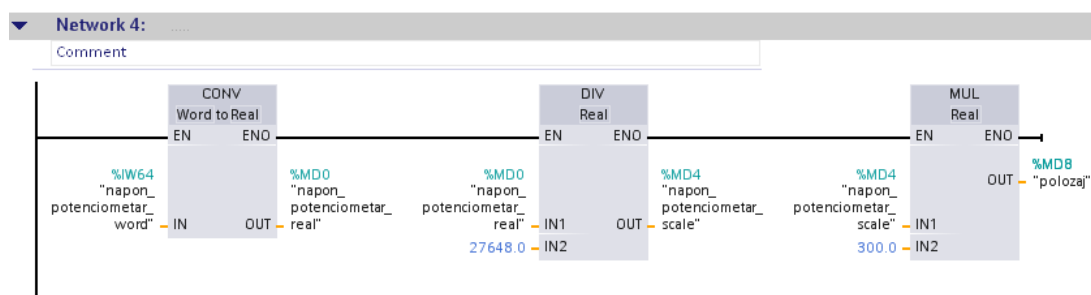 Network 4: .....
Comment
CONV
Word to Real
EN ENO
%IW64
"napon_
potenciometar_
word"
IN
%MD0
"napon_
potenciometar_
real"
OUT
DIV
Real
EN ENO
%MD0
"napon_
potenciometar_
real"
IN1
27648.0
IN2
%MD4
"napon_
potenciometar_
scale"
OUT
MUL
Real
EN ENO
%MD4
"napon_
potenciometar_
scale"
IN1
300.0
IN2
%MD8
"polozaj"
OUT